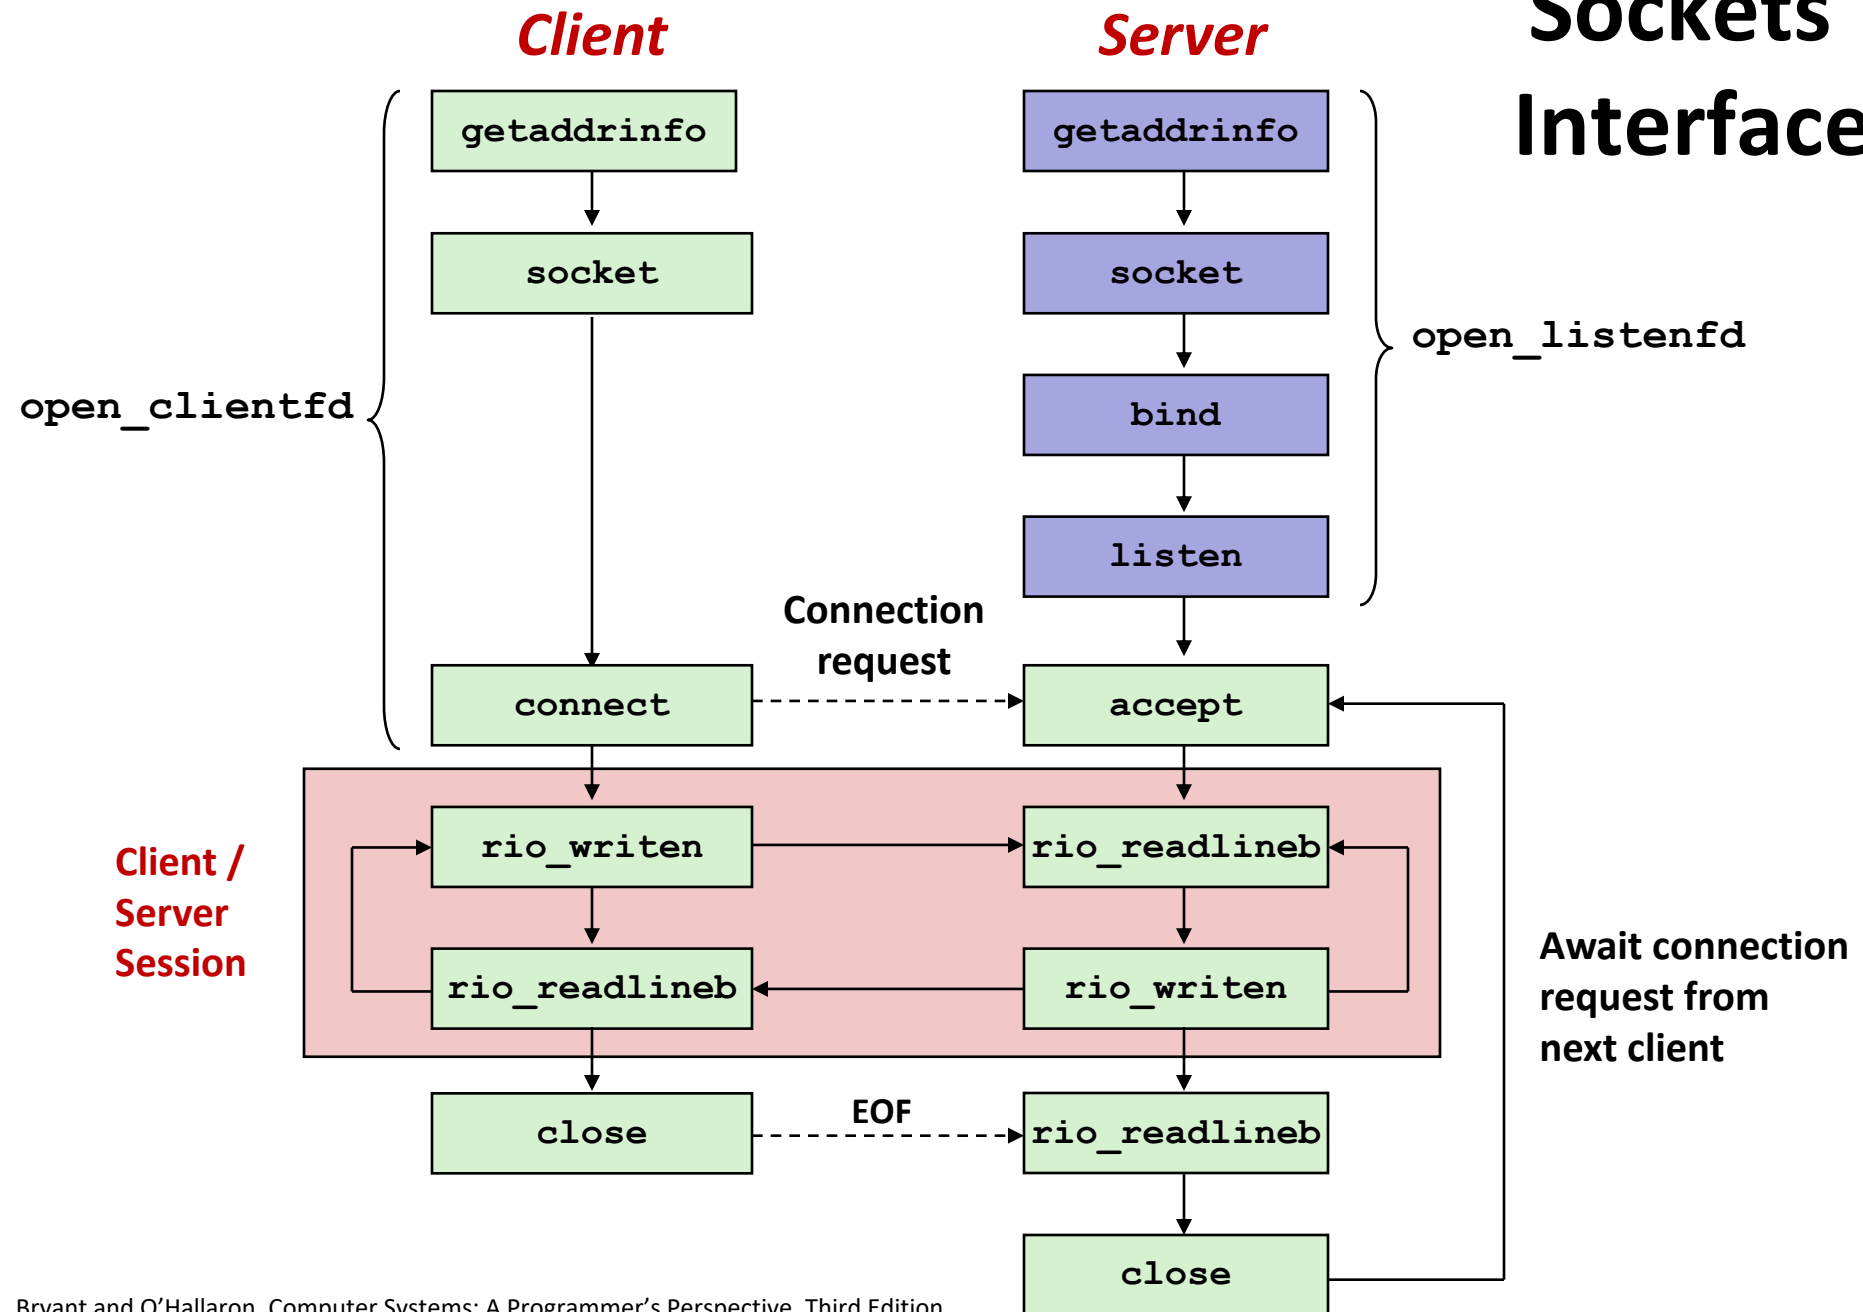 Sockets
Interface
Client
Server
getaddrinfo
getaddrinfo
socket
socket
open_listenfd
open_clientfd
bind
listen
Connection
request
connect
accept
Client /
Server
Session
rio_writen
rio_readlineb
rio_readlineb
rio_writen
Await connection
request from
next client
close
EOF
rio_readlineb
close
Bryant and O'Hallaron, Computer Systems: A Programmer's Perspective, Third Edition